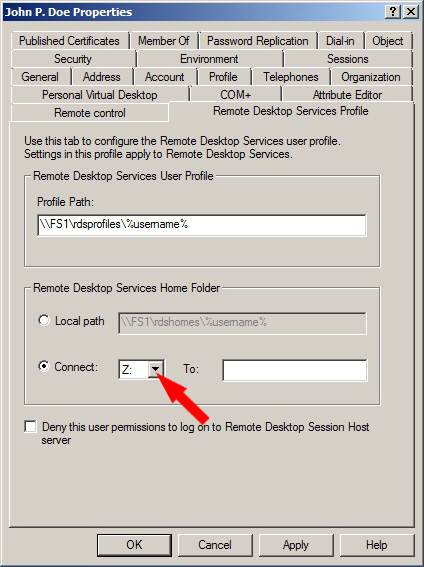 John P. Doe Properties
Published Certificates Member Of Password Replication Dial-in Object
Security Environment Sessions
General Address Account Profile Telephones Organization
Personal Virtual Desktop COM+ Attribute Editor
Remote control Remote Desktop Services Profile
Use this tab to configure the Remote Desktop Services user profile.
Settings in this profile apply to Remote Desktop Services.
Remote Desktop Services User Profile
Profile Path:
\\FS1\rdsprofiles\%username%
Remote Desktop Services Home Folder
Local path \\FS1\rdshomes\%username%
Connect: Z: To:
Deny this user permissions to log on to Remote Desktop Session Host
server
OK Cancel Apply Help